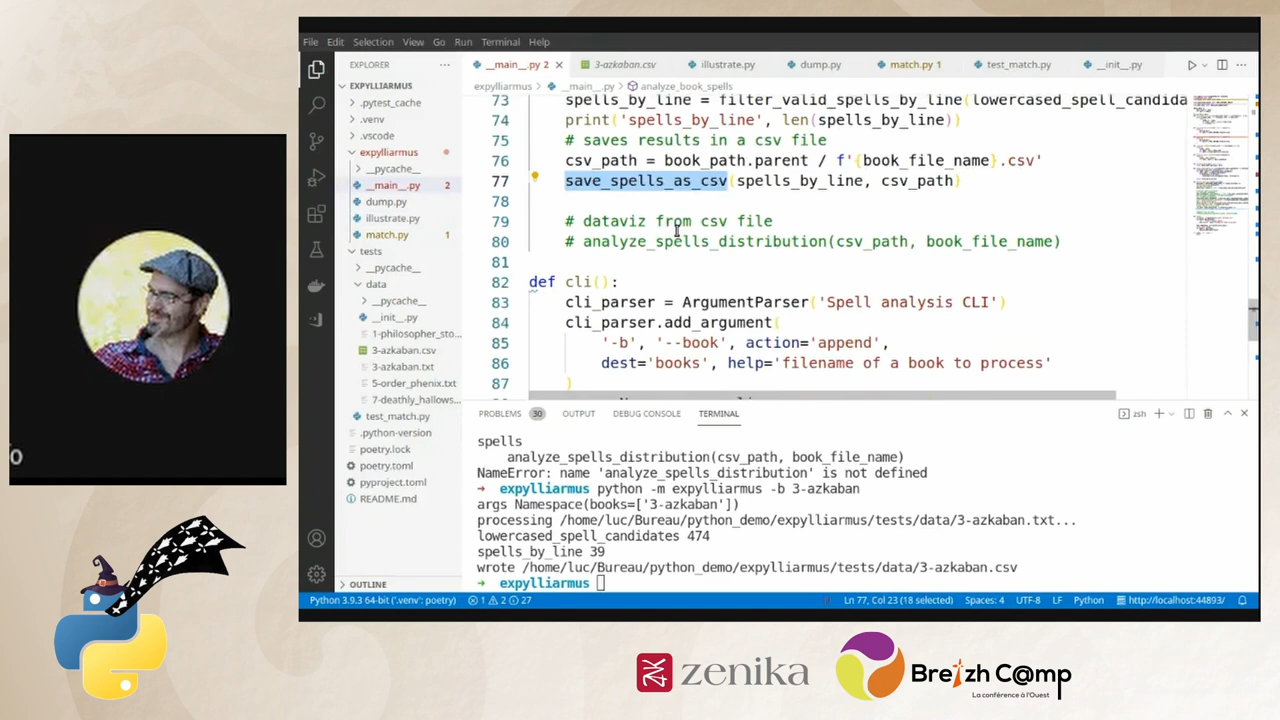 File Edit Selection View Go Run Terminal Help
EXPLORER ...
__main__.py 2
3-azkaban.csv
illustrate.py
dump.py
match.py 1
test_match.py
__init__.py
EXPYLLIARMUS
.pytest_cache
.venv
.vscode
expylliarmus
__pycache__
__main__.py 2
dump.py
illustrate.py
match.py 1
tests
__pycache__
data
__pycache__
__init__.py
1-philosopher_sto...
3-azkaban.csv
3-azkaban.txt
5-order_phenix.txt
7-deathly_hallows...
test_match.py
.python-version
poetry.lock
poetry.toml
pyproject.toml
README.md
OUTLINE
expylliarmus > __main__.py > analyze_book_spells
73 spells_by_line = filter_valid_spells_by_line(lowercased_spell_candida
74 print('spells_by_line', len(spells_by_line))
75 # saves results in a csv file
76 csv_path = book_path.parent / f'{book_file_name}.csv'
77 save_spells_as_csv(spells_by_line, csv_path)
78
79 # dataviz from csv file
80 # analyze_spells_distribution(csv_path, book_file_name)
81
82 def cli():
83 cli_parser = ArgumentParser('Spell analysis CLI')
84 cli_parser.add_argument(
85 '-b', '--book', action='append',
86 dest='books', help='filename of a book to process'
87 )
PROBLEMS 30 OUTPUT DEBUG CONSOLE TERMINAL
zsh
spells
analyze_spells_distribution(csv_path, book_file_name)
NameError: name 'analyze_spells_distribution' is not defined
➜ expylliarmus python -m expylliarmus -b 3-azkaban
args Namespace(books=['3-azkaban'])
processing /home/luc/Bureau/python_demo/expylliarmus/tests/data/3-azkaban.txt...
lowercased_spell_candidates 474
spells_by_line 39
wrote /home/luc/Bureau/python_demo/expylliarmus/tests/data/3-azkaban.csv
➜ expylliarmus
Python 3.9.3 64-bit ('.venv': poetry) 1 2 27 Ln 77, Col 23 (18 selected) Spaces: 4 UTF-8 LF Python http://localhost:44893/
zenika
Breizh C@mp
La conférence à l'Ouest